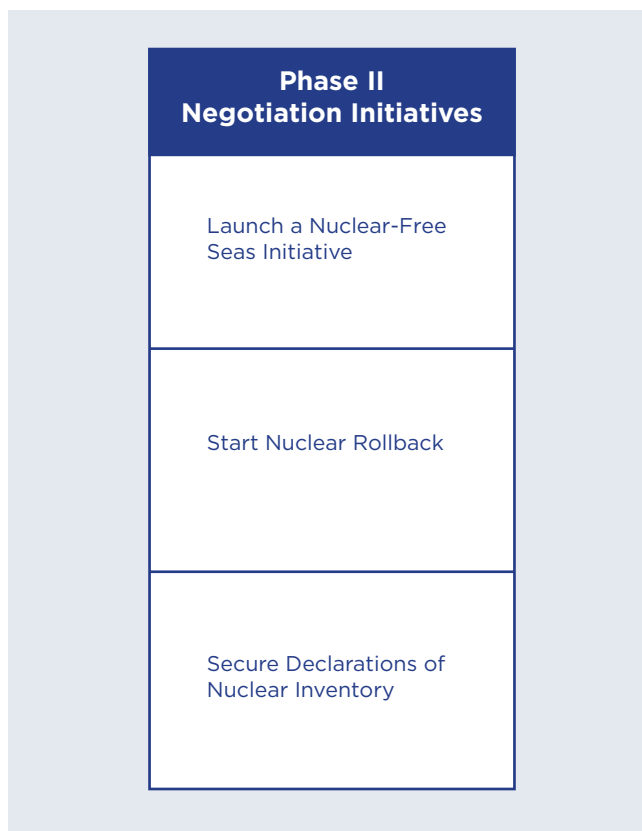 Phase II
Negotiation Initiatives
Launch a Nuclear-Free
Seas Initiative
Start Nuclear Rollback
Secure Declarations of
Nuclear Inventory